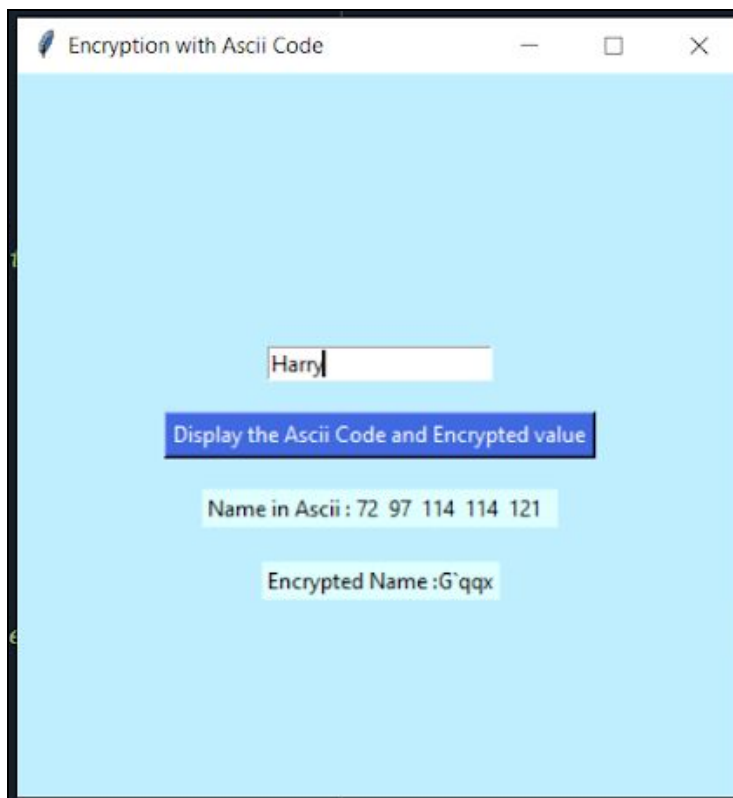 Encryption with Ascii Code
Harry
Display the Ascii Code and Encrypted value
Name in Ascii : 72 97 114 114 121
Encrypted Name :G`qqx